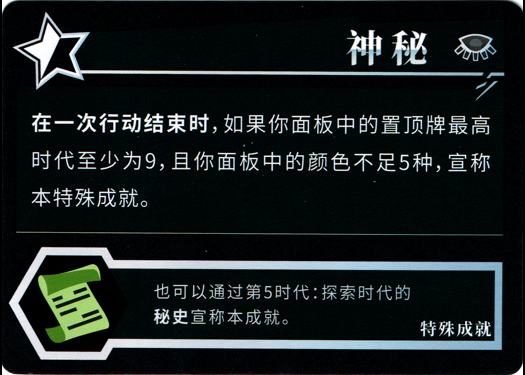 神秘
在一次行动结束时，如果你面板中的置顶牌最高
时代至少为9，且你面板中的颜色不足5种，宣称
本特殊成就。
也可以通过第5时代：探索时代的
秘史宣称本成就。
特殊成就